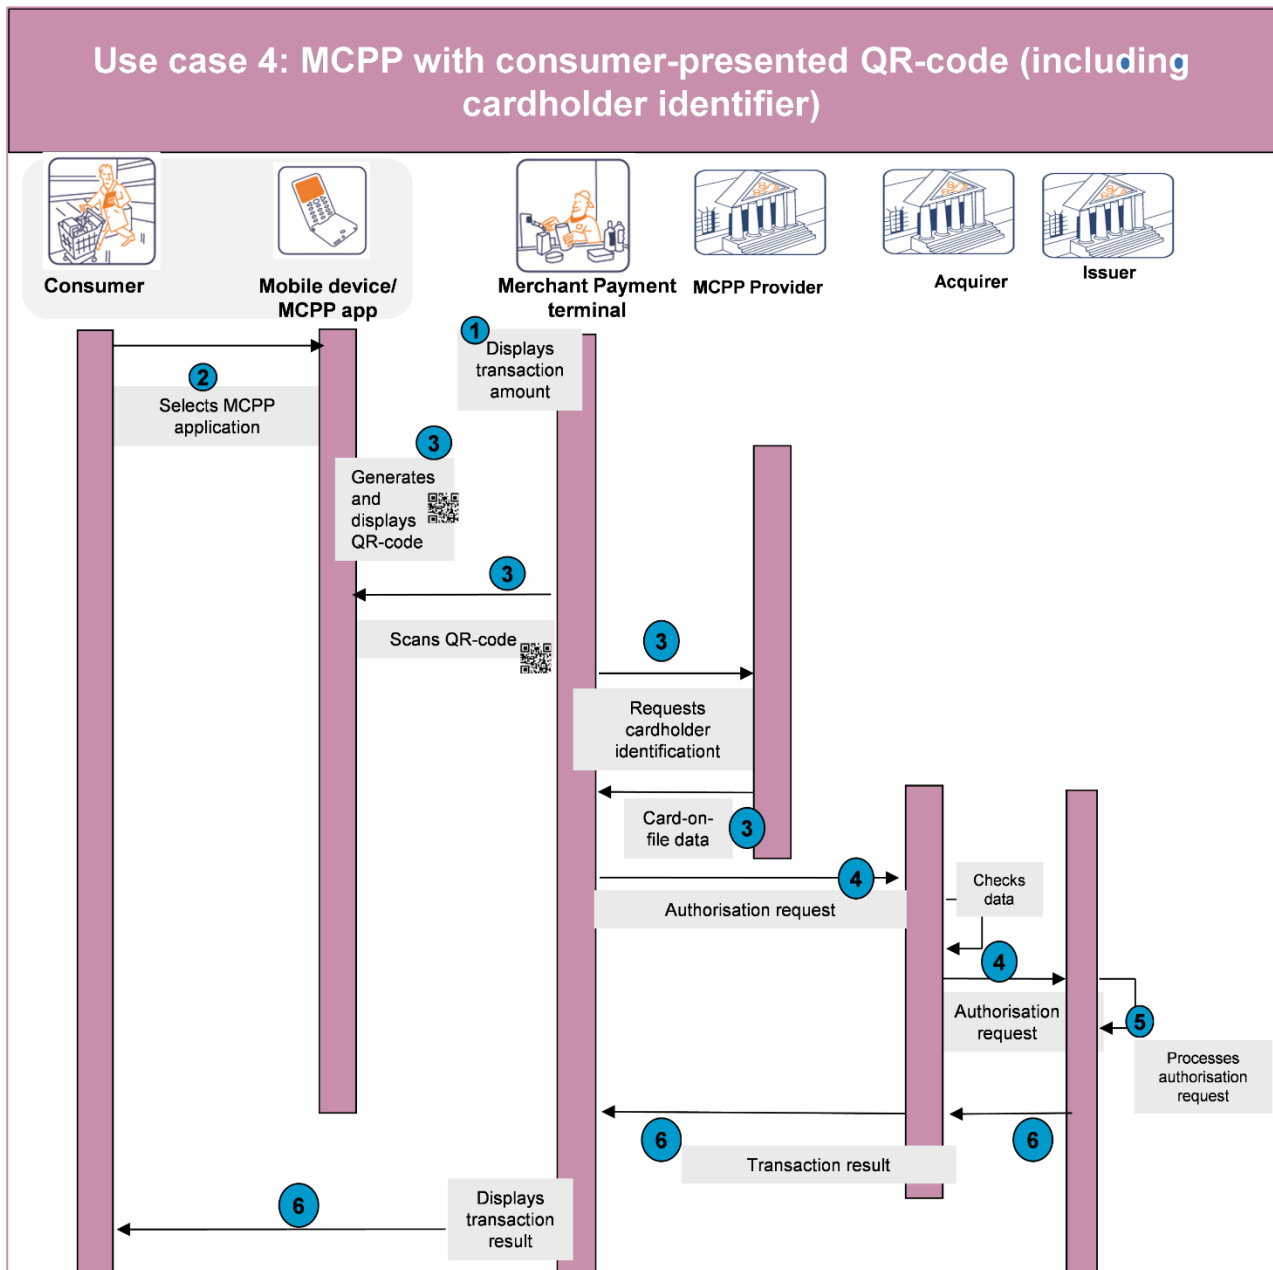 Use case 4: MCPP with consumer-presented QR-code (including
cardholder identifier)
Consumer
Mobile device/
MCPP app
Merchant Payment
terminal
MCPP Provider
Acquirer
Issuer
1
Displays
transaction
amount
2
Selects MCPP
application
3
Generates
and
displays
QR-code
3
Scans QR-code
3
Requests
cardholder
identificationt
Card-on-
file data
3
4
Authorisation request
Checks
data
4
Authorisation
request
5
Processes
authorisation
request
6
Transaction result
6
6
Displays
transaction
result